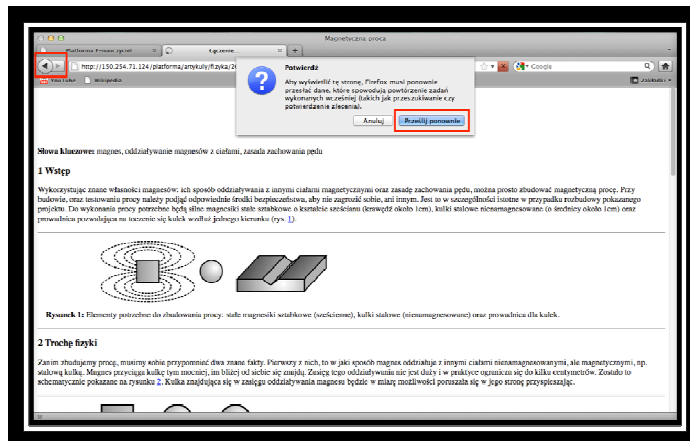 Magnetyczna proca
Platforma E-nauczyciel
Łączenie...
http://150.254.71.124/platforma/artykuly/fizyka/2
Google
YouTube
Wikipedia
Zakładki
Potwierdź
Aby wyświetlić tę stronę, Firefox musi ponownie
przesłać dane, które spowodują powtórzenie zadań
wykonanych wcześniej (takich jak przeszukiwanie czy
potwierdzenie zlecenia).
Anuluj
Prześlij ponownie
Słowa kluczowe: magnes, oddziaływanie magnesów z ciałami, zasada zachowania pędu
1 Wstęp
Wykorzystując znane własności magnesów: ich sposób oddziaływania z innymi ciałami magnetycznymi oraz zasadę zachowania pędu, można prosto zbudować magnetyczną procę. Przy
budowie, oraz testowaniu procy należy podjąć odpowiednie środki bezpieczeństwa, aby nie zagrozić sobie, ani innym. Jest to w szczególności istotne w przypadku rozbudowy pokazanego
projektu. Do wykonania procy potrzebne będą silne magnesiki stałe sztabkowe o kształcie sześcianu (krawędź około 1cm), kulki stalowe nienamagnesowane (o średnicy około 1cm) oraz
prowadnica pozwalająca na toczenie się kulek wzdłuż jednego kierunku (rys. 1).
Rysunek 1: Elementy potrzebne do zbudowania procy: stałe magnesiki sztabkowe (sześcienne), kulki stalowe (nienamagnesowane) oraz prowadnica dla kulek.
2 Trochę fizyki
Zanim zbudujemy procę, musimy sobie przypomnieć dwa znane fakty. Pierwszy z nich, to w jaki sposób magnes oddziałuje z innymi ciałami nienamagnesowanymi, ale magnetycznymi, np.
stalową kulką. Magnes przyciąga kulkę tym mocniej, im bliżej od siebie się znajdą. Zasięg tego oddziaływania nie jest duży i w praktyce ogranicza się do kilku centymetrów. Zostało to
schematycznie pokazane na rysunku 2. Kulka znajdująca się w zasięgu oddziaływania magnesu będzie w miarę możliwości poruszała się w jego stronę przyspieszając.